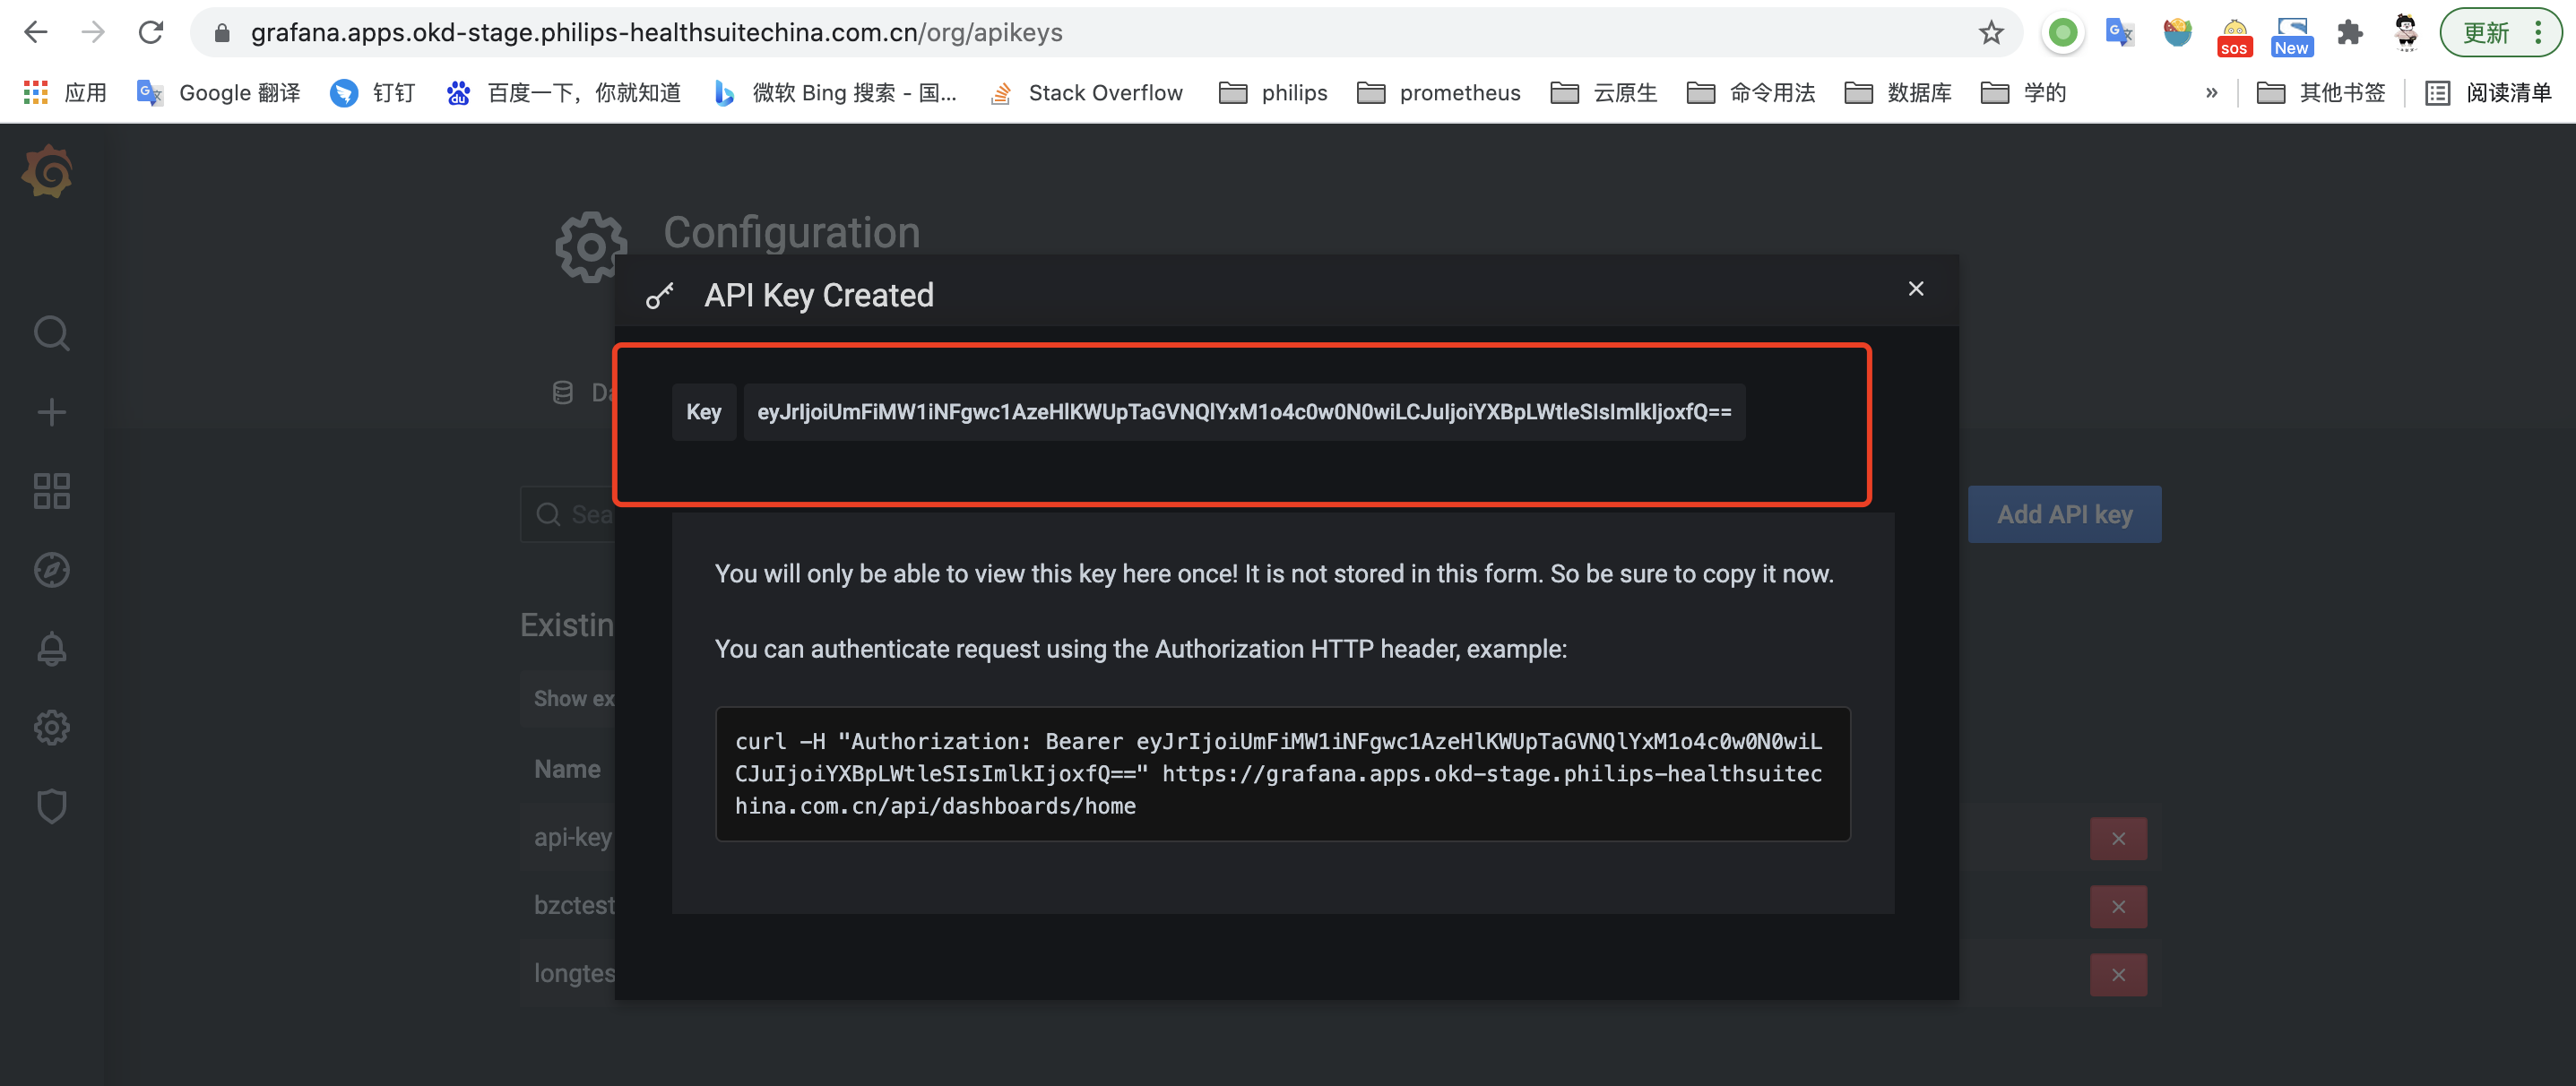 grafana.apps.okd-stage.philips-healthsuitechina.com.cn/org/apikeys
sos
New
更新
应用
Google 翻译
钉钉
du
百度一下，你就知道
微软 Bing 搜索 - 国...
Stack Overflow
philips
prometheus
云原生
命令用法
数据库
学的
»
其他书签
阅读清单
Configuration
API Key Created
Da
Key
eyJrIjoiUmFiMW1iNFgwc1AzeHlKWUpTaGVNQlYxM1o4c0w0N0wiLCJuIjoiYXBpLWtleSIsImlkIjoxfQ==
Sea
Add API key
You will only be able to view this key here once! It is not stored in this form. So be sure to copy it now.
Existin
You can authenticate request using the Authorization HTTP header, example:
Show ex
curl -H "Authorization: Bearer eyJrIjoiUmFiMW1iNFgwc1AzeHlKWUpTaGVNQlYxM1o4c0w0N0wiL
CJuIjoiYXBpLWtleSIsImlkIjoxfQ==" https://grafana.apps.okd-stage.philips-healthsuitec
hina.com.cn/api/dashboards/home
Name
api-key
bzctest
longtes